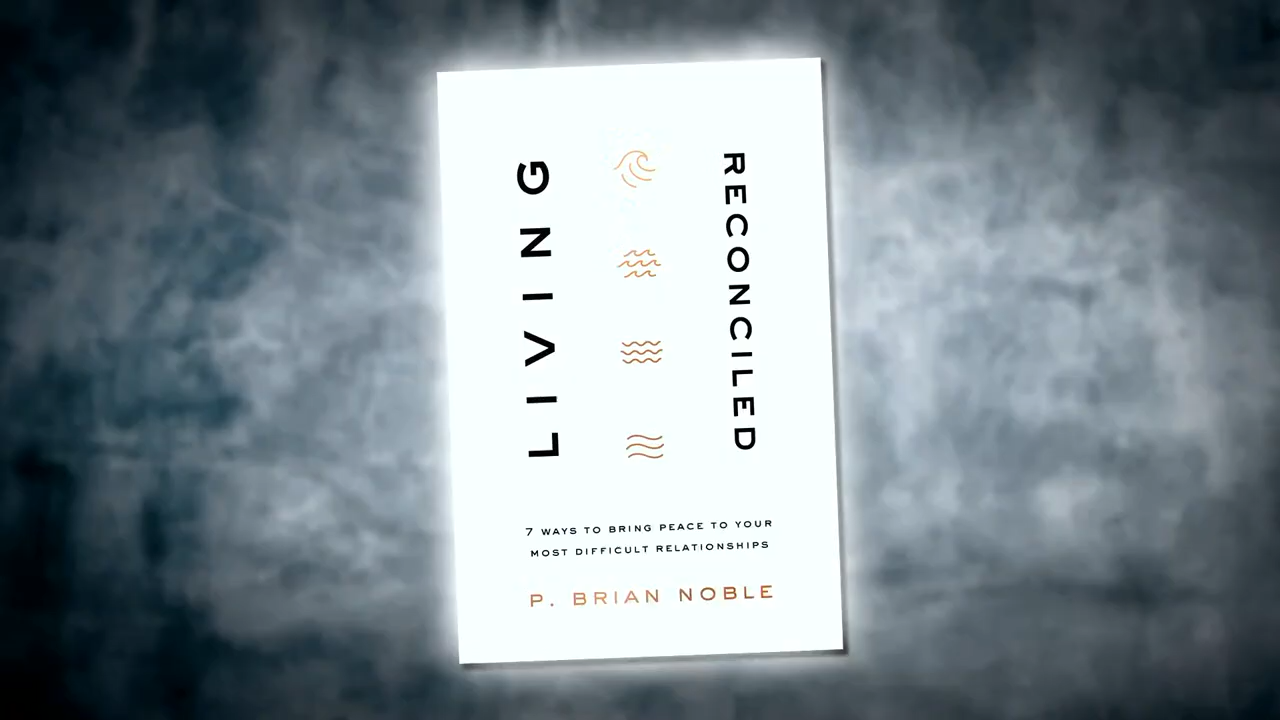 LIVING
RECONCILED
7 WAYS TO BRING PEACE TO YOUR
MOST DIFFICULT RELATIONSHIPS
P. BRIAN NOBLE